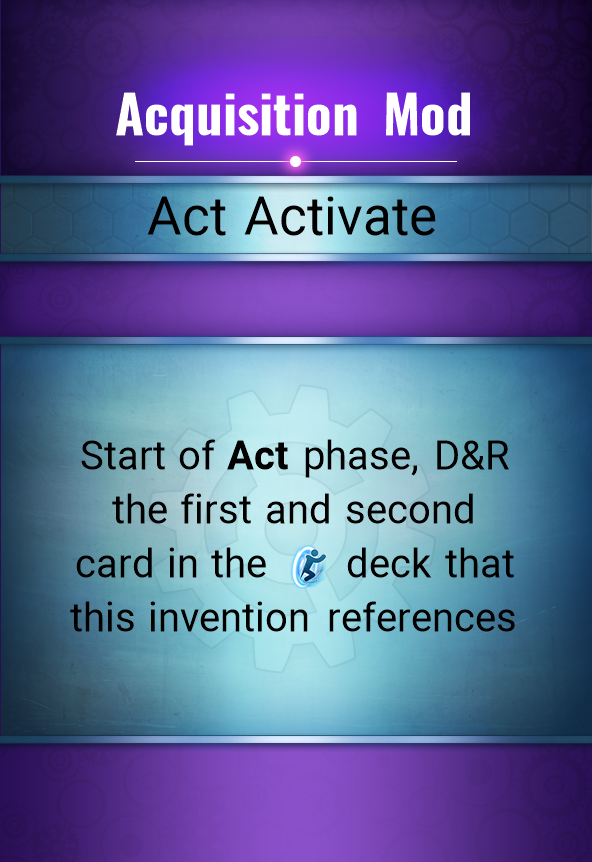 Acquisition Mod
Act Activate
Start of Act phase, D&R
the first and second
card in the deck that
this invention references